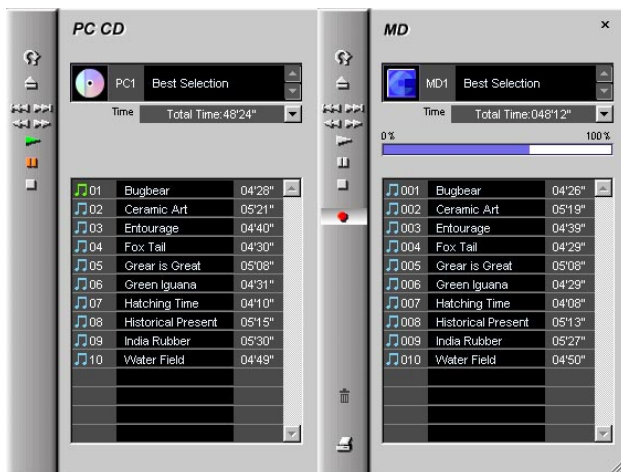 PC CD
PC1 Best Selection
Time Total Time:48'24"
01 Bugbear 04'28"
02 Ceramic Art 05'21"
03 Entourage 04'40"
04 Fox Tail 04'30"
05 Grear is Great 05'08"
06 Green Iguana 04'31"
07 Hatching Time 04'10"
08 Historical Present 05'15"
09 India Rubber 05'30"
10 Water Field 04'49"
MD ×
MD1 Best Selection
Time Total Time:048'12"
0% 100%
001 Bugbear 04'26"
002 Ceramic Art 05'19"
003 Entourage 04'39"
004 Fox Tail 04'29"
005 Grear is Great 05'08"
006 Green Iguana 04'29"
007 Hatching Time 04'08"
008 Historical Present 05'13"
009 India Rubber 05'27"
010 Water Field 04'50"